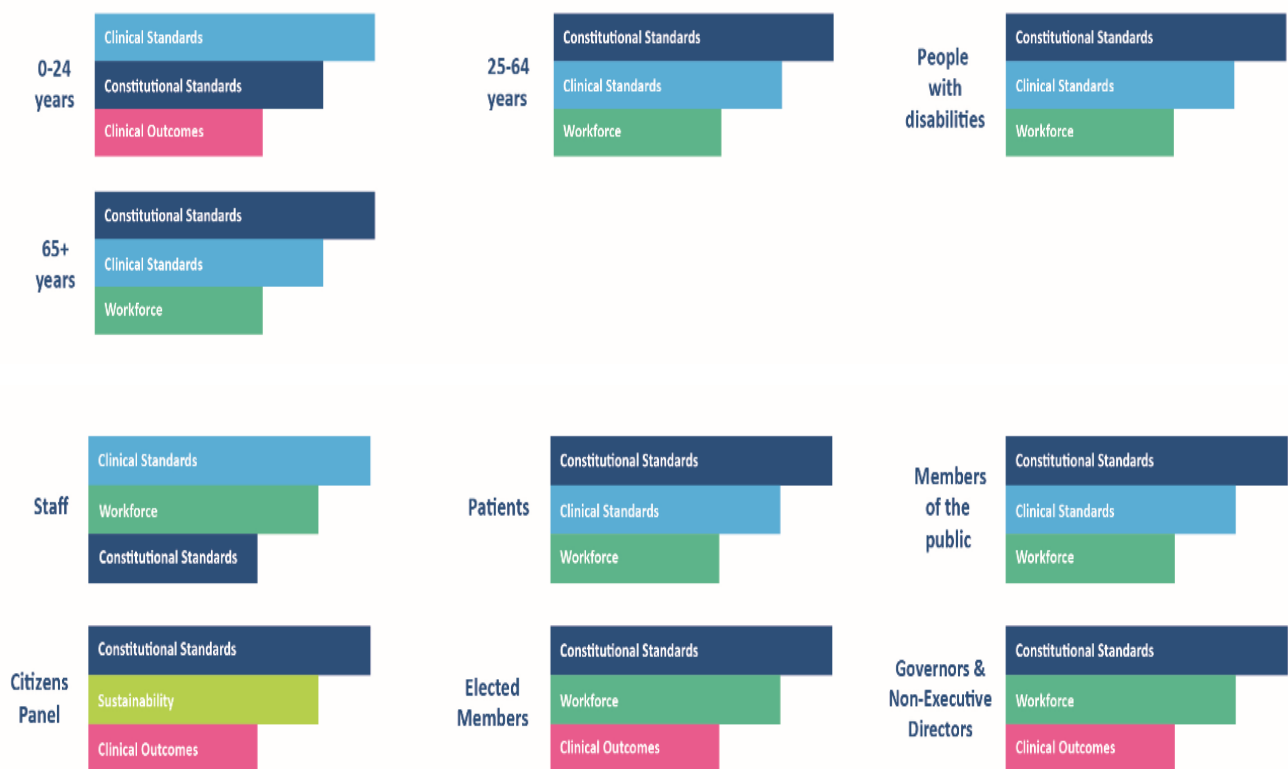 0-24
years
Clinical Standards
Constitutional Standards
Clinical Outcomes
25-64
years
Constitutional Standards
Clinical Standards
Workforce
People
with
disabilities
Constitutional Standards
Clinical Standards
Workforce
65+
years
Constitutional Standards
Clinical Standards
Workforce
Staff
Clinical Standards
Workforce
Constitutional Standards
Patients
Constitutional Standards
Clinical Standards
Workforce
Members
of the
public
Constitutional Standards
Clinical Standards
Workforce
Citizens
Panel
Constitutional Standards
Sustainability
Clinical Outcomes
Elected
Members
Constitutional Standards
Workforce
Clinical Outcomes
Governors &
Non-Executive
Directors
Constitutional Standards
Workforce
Clinical Outcomes